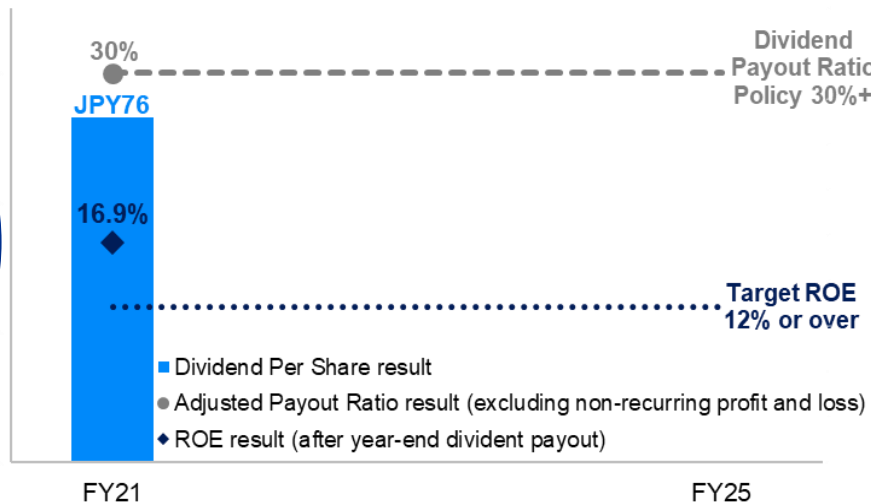 30%
Dividend
Payout Ratio
Policy 30%+
JPY76
16.9%
Target ROE
12% or over
Dividend Per Share result
Adjusted Payout Ratio result (excluding non-recurring profit and loss)
ROE result (after year-end divident payout)
FY21
FY25